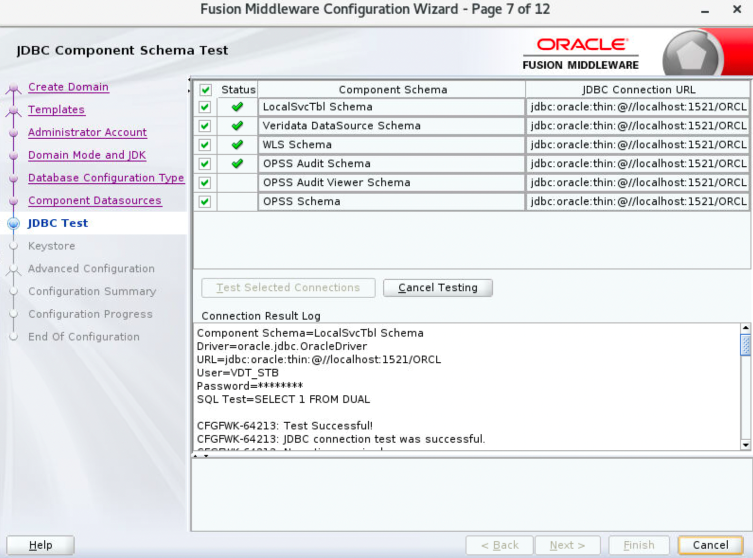 Fusion Middleware Configuration Wizard - Page 7 of 12
JDBC Component Schema Test
ORACLE
FUSION MIDDLEWARE
Create Domain
Templates
Administrator Account
Domain Mode and JDK
Database Configuration Type
Component Datasources
JDBC Test
Keystore
Advanced Configuration
Configuration Summary
Configuration Progress
End Of Configuration
Status Component Schema JDBC Connection URL
LocalSvcTbl Schema jdbc:oracle:thin:@//localhost:1521/ORCL
Veridata DataSource Schema jdbc:oracle:thin:@//localhost:1521/ORCL
WLS Schema jdbc:oracle:thin:@//localhost:1521/ORCL
OPSS Audit Schema jdbc:oracle:thin:@//localhost:1521/ORCL
OPSS Audit Viewer Schema jdbc:oracle:thin:@//localhost:1521/ORCL
OPSS Schema jdbc:oracle:thin:@//localhost:1521/ORCL
Test Selected Connections Cancel Testing
Connection Result Log
Component Schema=LocalSvcTbl Schema
Driver=oracle.jdbc.OracleDriver
URL=jdbc:oracle:thin:@//localhost:1521/ORCL
User=VDT_STB
Password=********
SQL Test=SELECT 1 FROM DUAL
CFGFWK-64213: Test Successful!
CFGFWK-64213: JDBC connection test was successful.
Help < Back Next > Finish Cancel